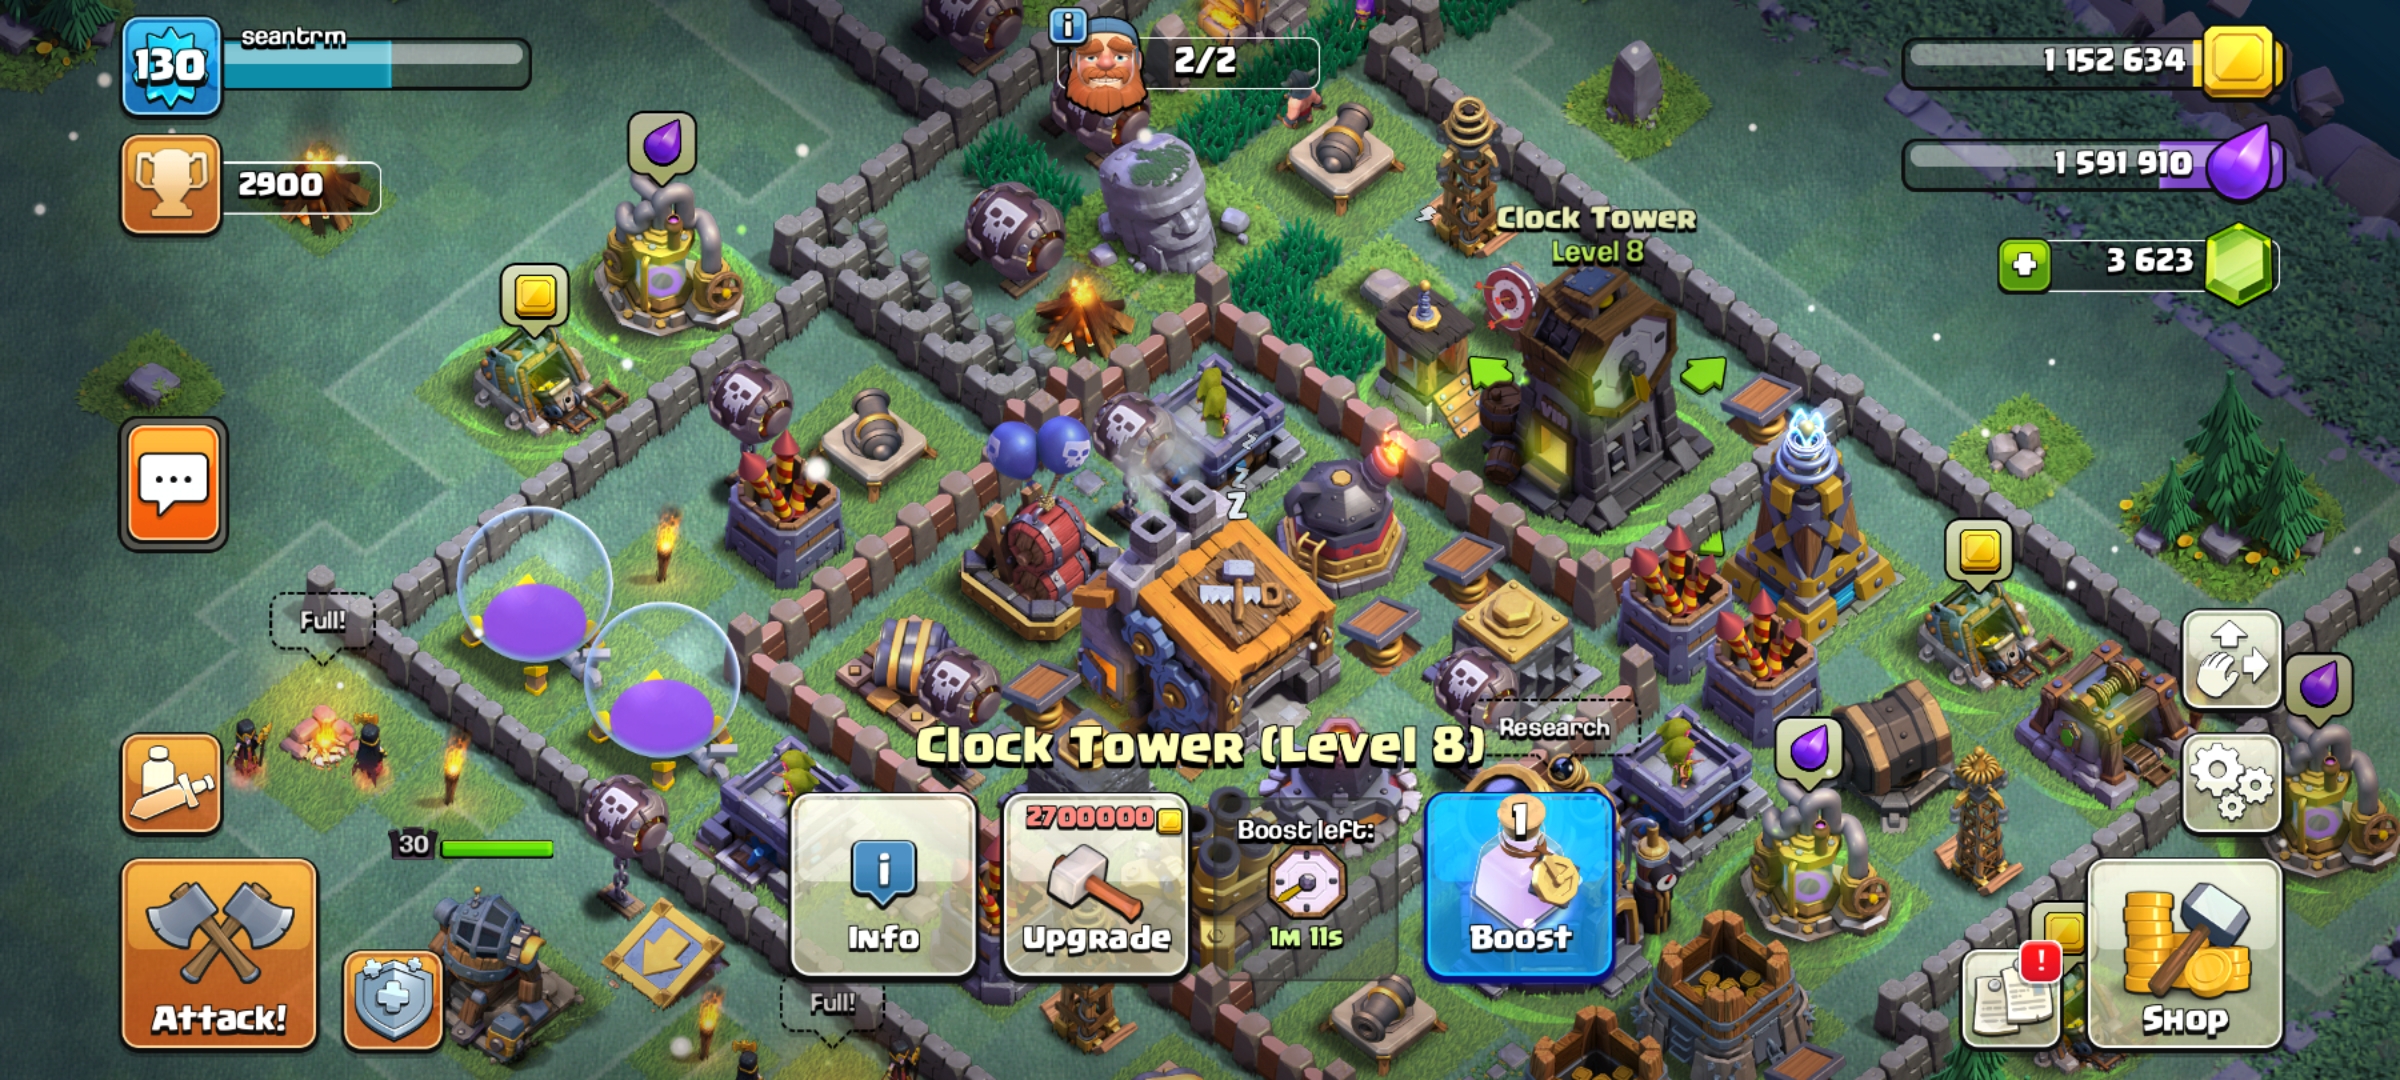 130
seantrm
2/2
1 152 634
2900
1 591 910
Clock Tower
Level 8
3 623
Z
Z
Z
Full!
Research
Clock Tower (Level 8)
30
2700000
Boost left:
1
Info
Upgrade
1M 11s
Boost
!
Full!
Attack!
Shop